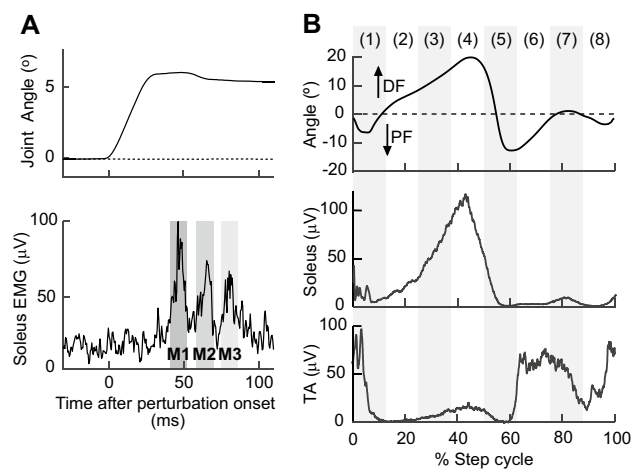 A
Joint Angle (º)
5
0
Soleus EMG (µV)
100
50
0
M1 M2 M3
0 50 100
Time after perturbation onset
(ms)
B
(1) (2) (3) (4) (5) (6) (7) (8)
Angle (º)
20
10
0
-10
-20
DF
PF
Soleus (µV)
100
50
0
TA (µV)
100
50
0
0 20 40 60 80 100
% Step cycle